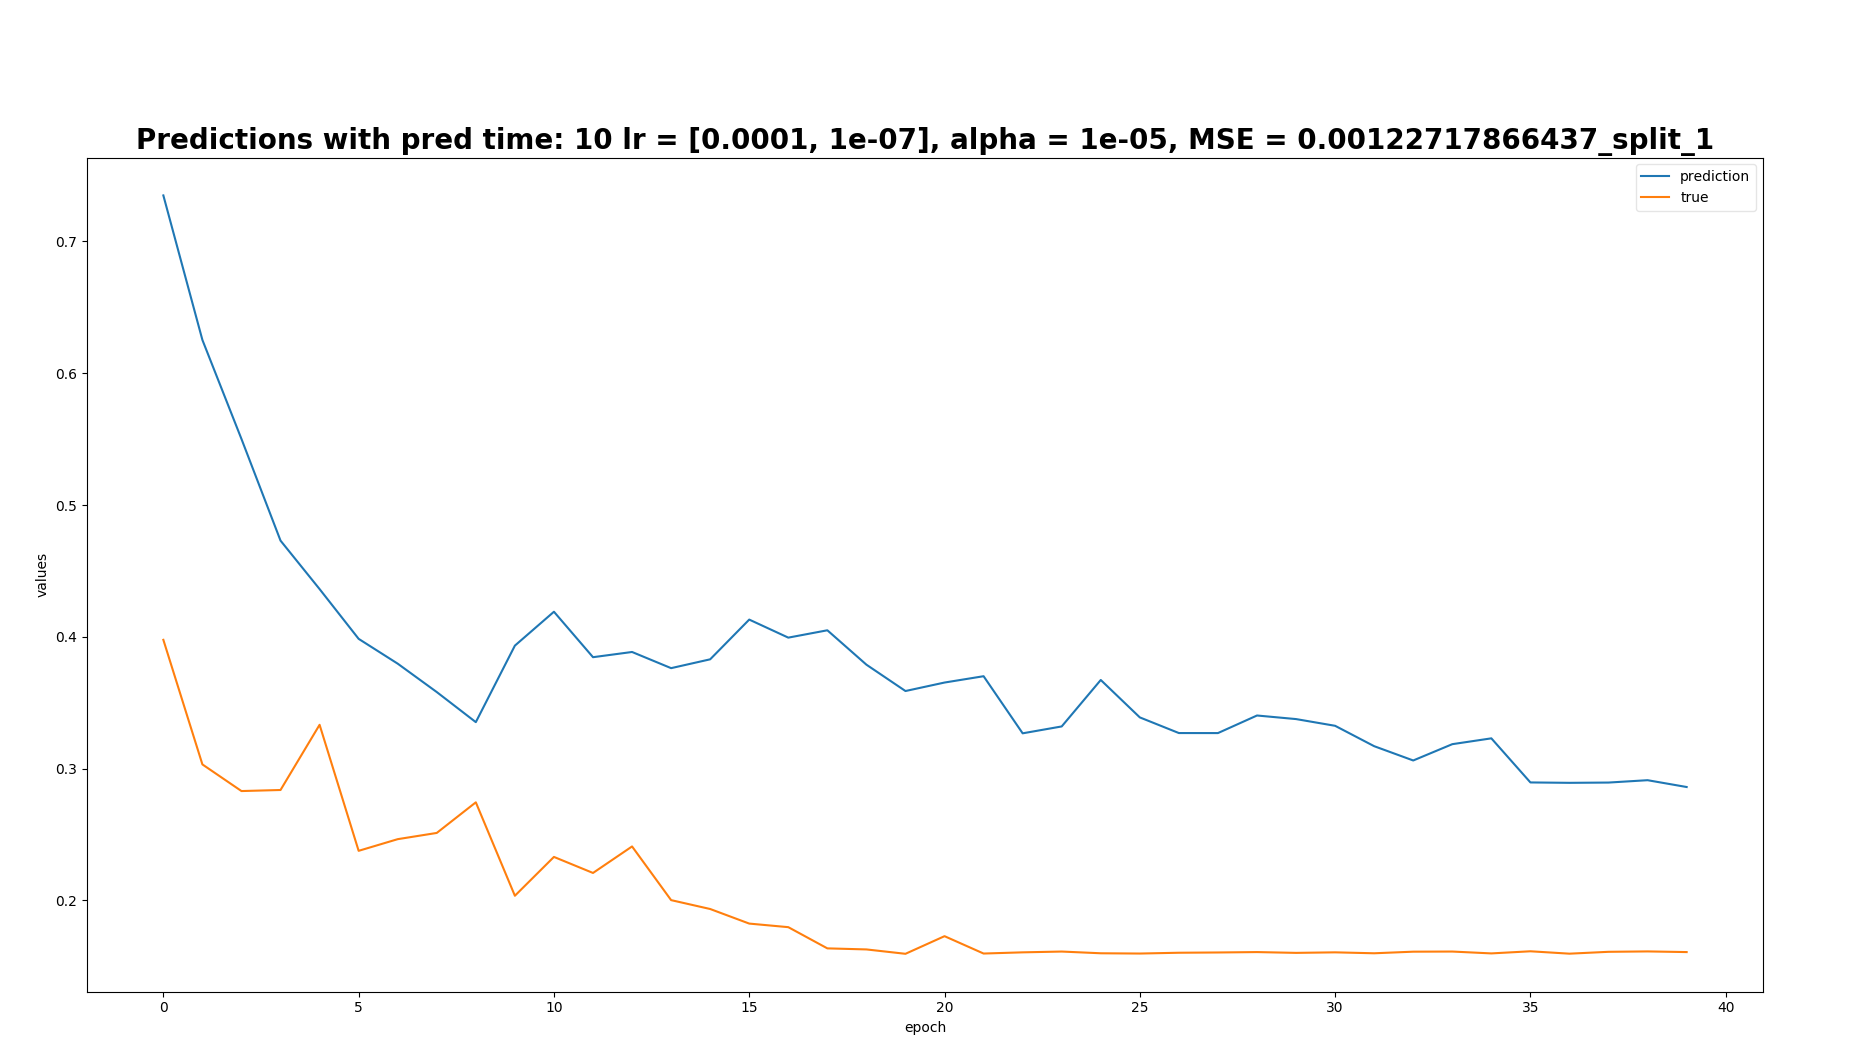 Predictions with pred time: 10 lr = [0.0001, 1e-07], alpha = 1e-05, MSE = 0.00122717866437_split_1
prediction
true
0.7
0.6
0.5
0.4
0.3
0.2
values
0 5 10 15 20 25 30 35 40
epoch